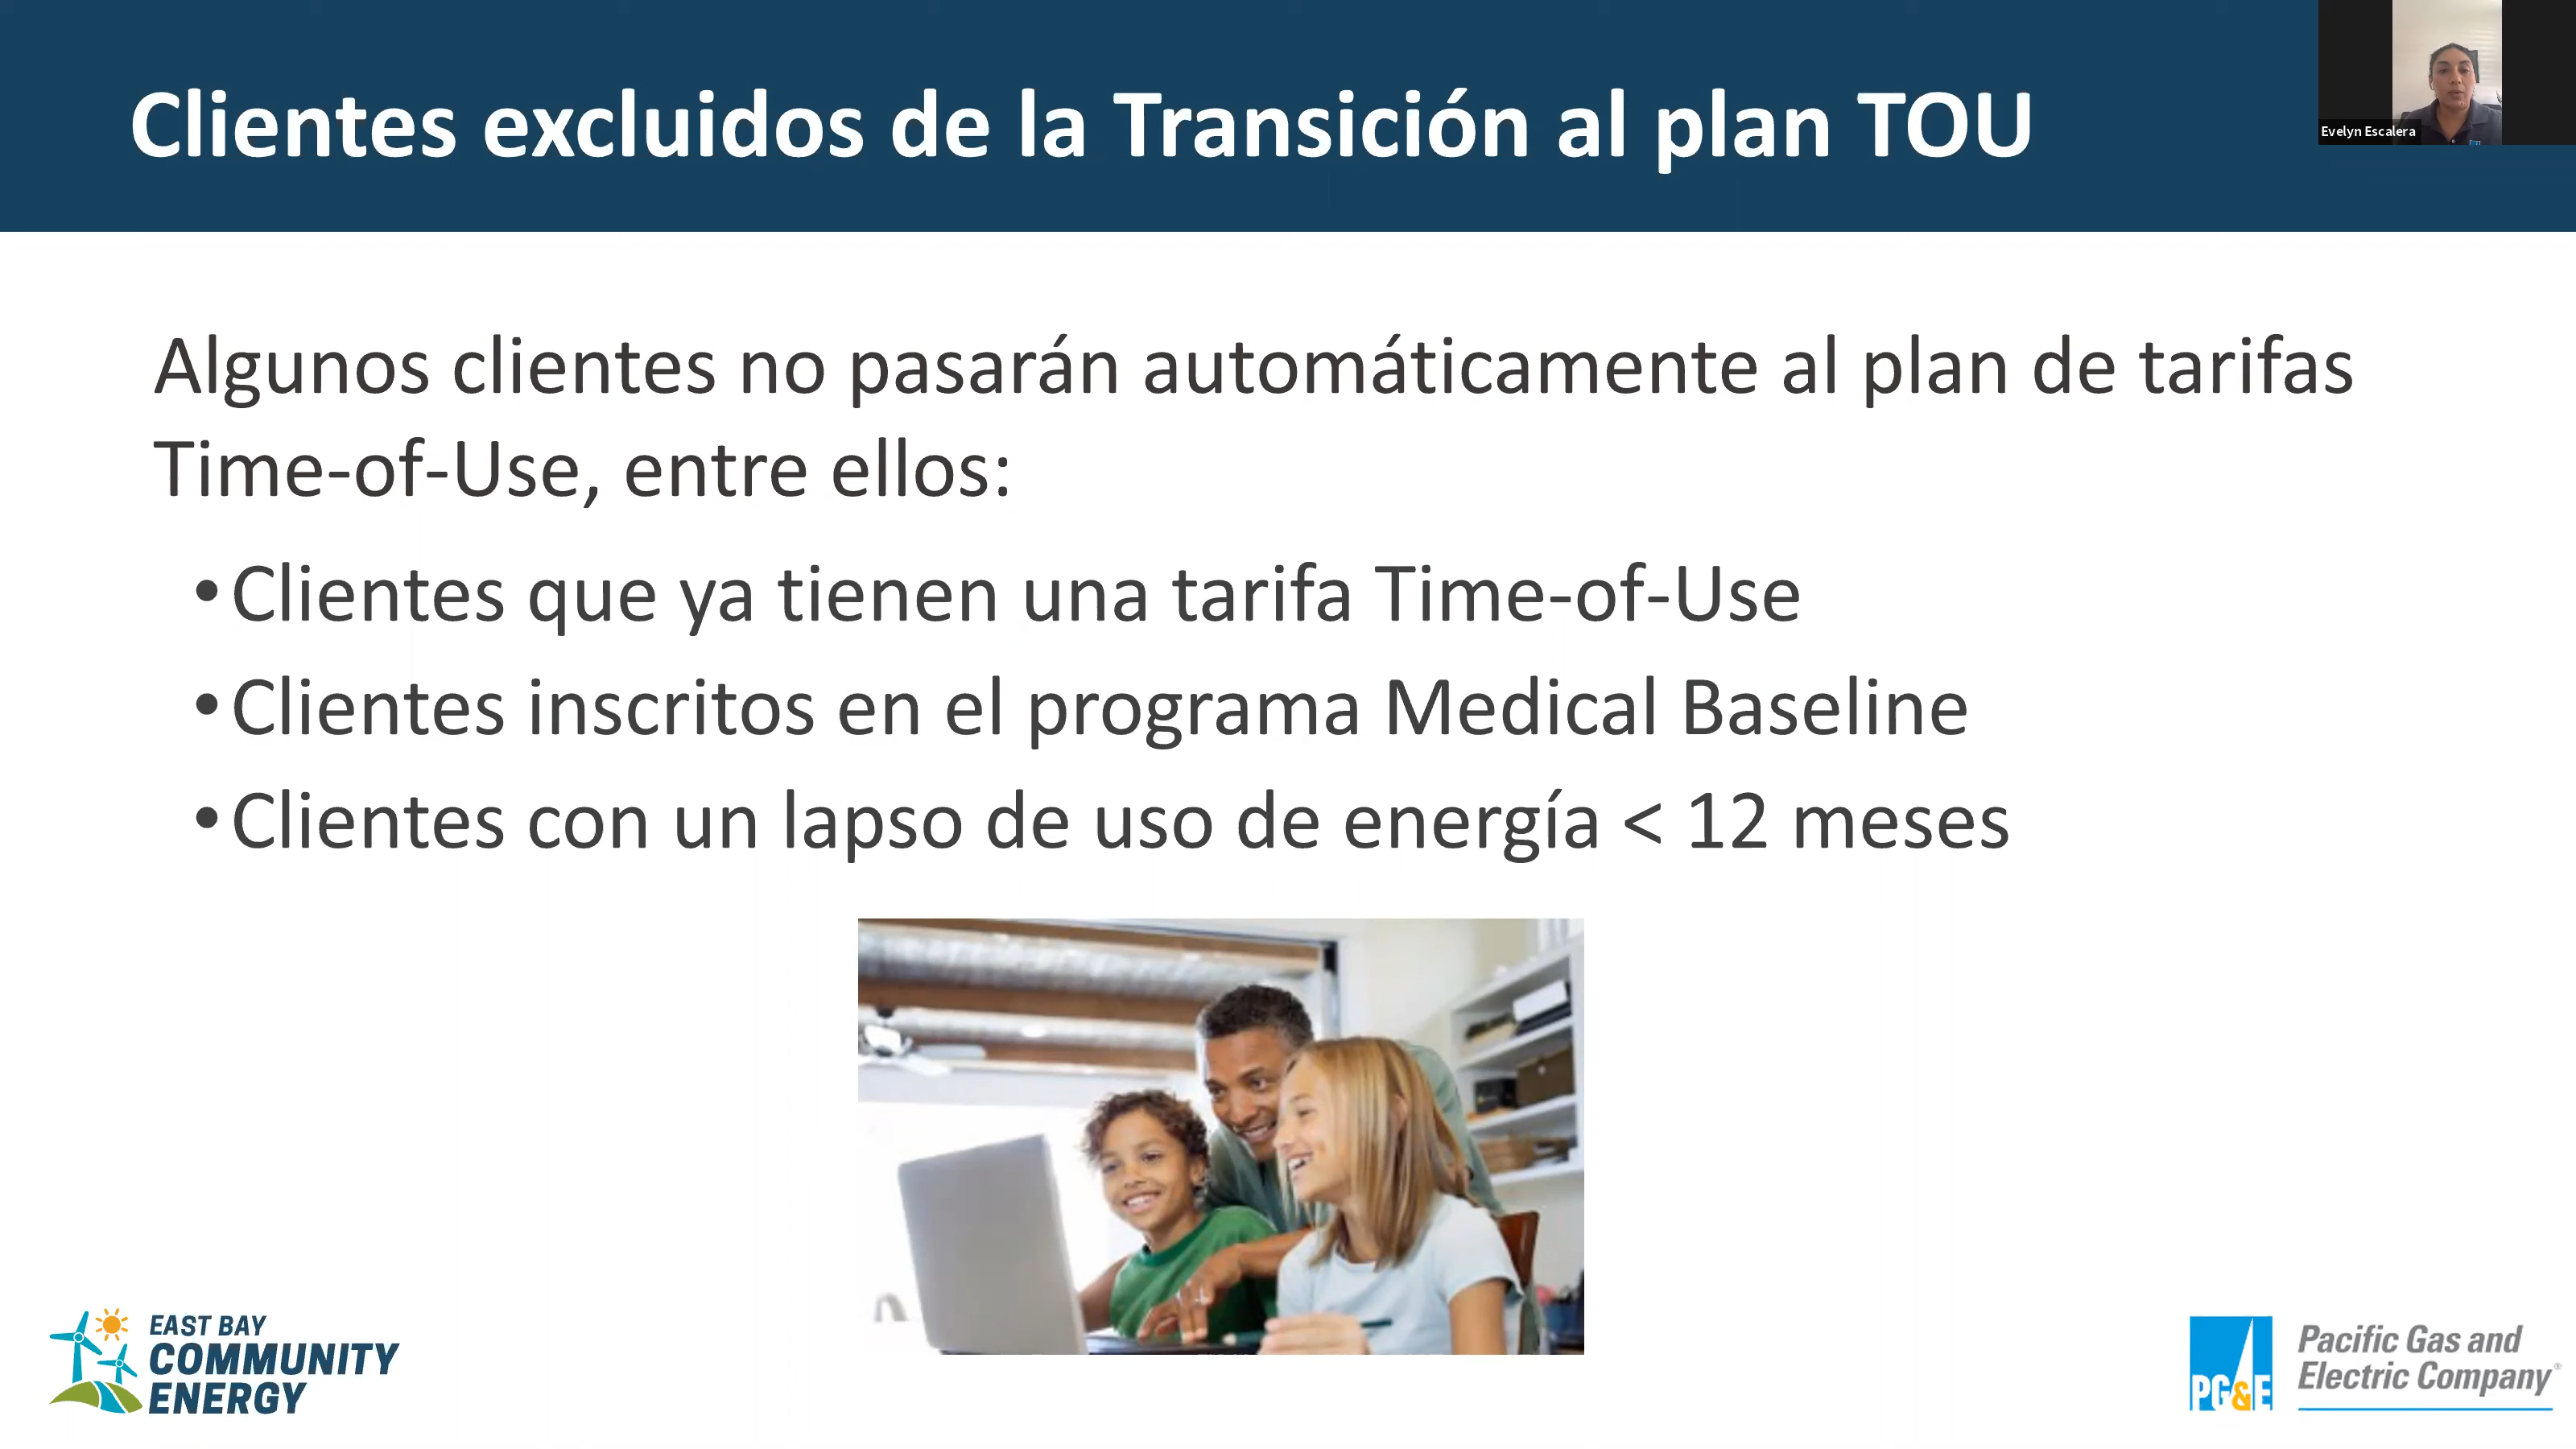 Clientes excluidos de la Transición al plan TOU
Evelyn Escalera
Algunos clientes no pasarán automáticamente al plan de tarifas
Time-of-Use, entre ellos:
•Clientes que ya tienen una tarifa Time-of-Use
•Clientes inscritos en el programa Medical Baseline
•Clientes con un lapso de uso de energía < 12 meses
EAST BAY
COMMUNITY
ENERGY
PG&E
Pacific Gas and
Electric Company®